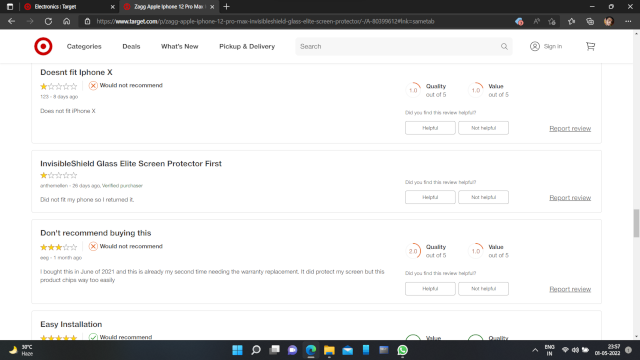 Electronics : Target
Zagg Apple iPhone 12 Pro Max I
https://www.target.com/p/zagg-apple-iphone-12-pro-max-invisibleshield-glass-elite-screen-protector/-/A-80399612#lnk=sametab
Categories Deals What's New Pickup & Delivery Search Sign in
Doesnt fit Iphone X
Would not recommend
123 - 9 days ago
Does not fit iPhone X
1.0 Quality out of 5
1.0 Value out of 5
Did you find this review helpful?
Helpful Not helpful Report review
InvisibleShield Glass Elite Screen Protector First
anthemellen - 28 days ago, Verified purchaser
Did not fit my phone so I returned it.
Did you find this review helpful?
Helpful Not helpful Report review
Don't recommend buying this
Would not recommend
eeg - 1 month ago
I bought this in June of 2021 and this is already my second time needing the warranty replacement. It did protect my screen but this
product chips way too easily
2.0 Quality out of 5
1.0 Value out of 5
Did you find this review helpful?
Helpful Not helpful Report review
Easy Installation
Would recommend
Quality Value
30°C
Haze
ENG
IN
23:57
01-05-2022